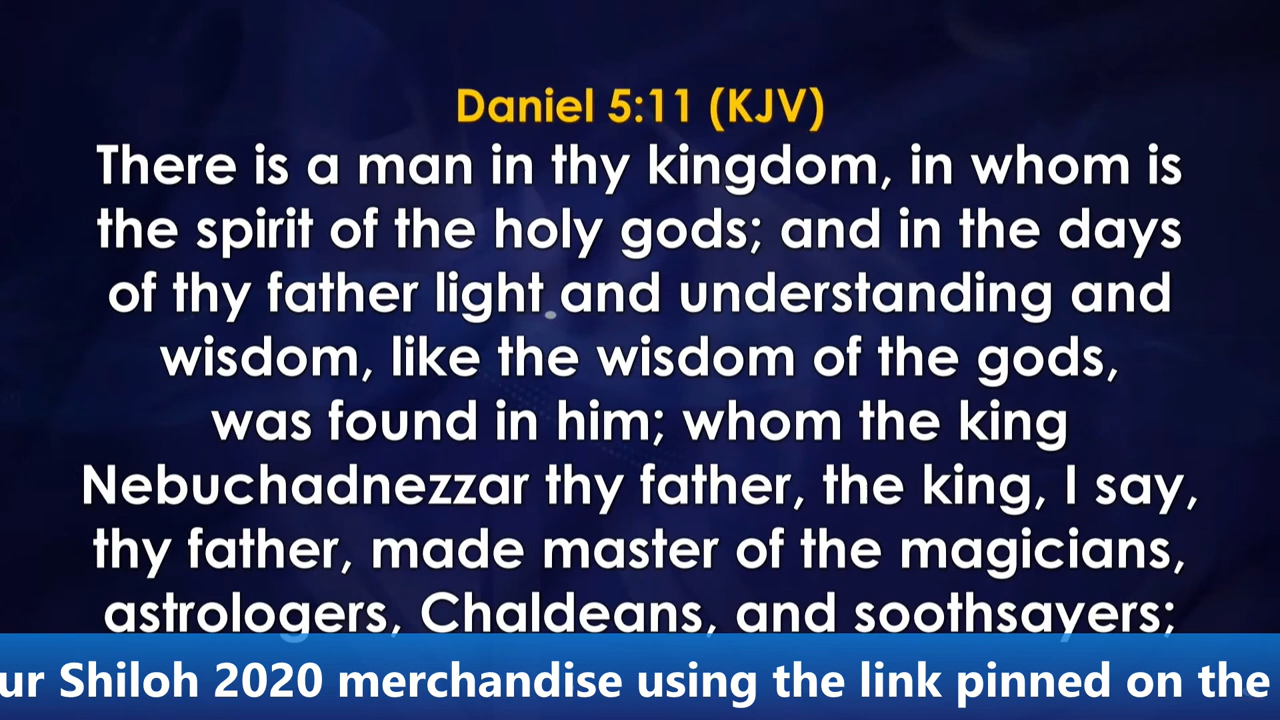 Daniel 5:11 (KJV)
There is a man in thy kingdom, in whom is
the spirit of the holy gods; and in the days
of thy father light and understanding and
wisdom, like the wisdom of the gods,
was found in him; whom the king
Nebuchadnezzar thy father, the king, I say,
thy father, made master of the magicians,
astrologers, Chaldeans, and soothsayers;
ur Shiloh 2020 merchandise using the link pinned on the